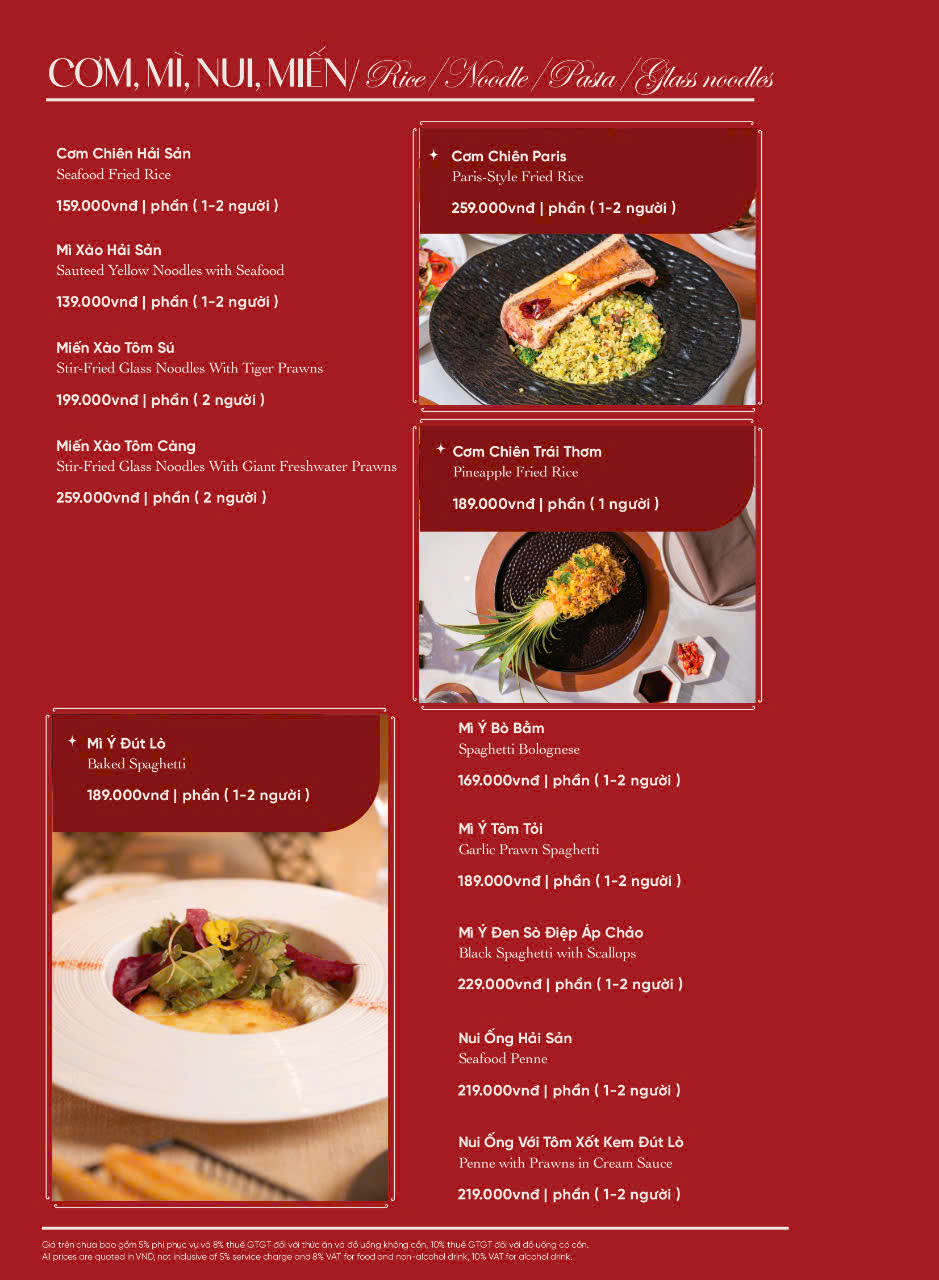 CƠM, MÌ, NUI, MIẾN/ Rice / Noodle / Pasta / Glass noodles
Cơm Chiên Hải Sản
Seafood Fried Rice
159.000vnđ | phần ( 1-2 người )
Mì Xào Hải Sản
Sauteed Yellow Noodles with Seafood
139.000vnđ | phần ( 1-2 người )
Miến Xào Tôm Sú
Stir-Fried Glass Noodles With Tiger Prawns
199.000vnđ | phần ( 2 người )
Miến Xào Tôm Càng
Stir-Fried Glass Noodles With Giant Freshwater Prawns
259.000vnđ | phần ( 2 người )
Cơm Chiên Paris
Paris-Style Fried Rice
259.000vnđ | phần ( 1-2 người )
Cơm Chiên Trái Thơm
Pineapple Fried Rice
189.000vnđ | phần ( 1 người )
Mì Ý Đút Lò
Baked Spaghetti
189.000vnđ | phần ( 1-2 người )
Mì Ý Bò Bằm
Spaghetti Bolognese
169.000vnđ | phần ( 1-2 người )
Mì Ý Tôm Tỏi
Garlic Prawn Spaghetti
189.000vnđ | phần ( 1-2 người )
Mì Ý Đen Sò Điệp Áp Chảo
Black Spaghetti with Scallops
229.000vnđ | phần ( 1-2 người )
Nui Ống Hải Sản
Seafood Penne
219.000vnđ | phần ( 1-2 người )
Nui Ống Với Tôm Xốt Kem Đút Lò
Penne with Prawns in Cream Sauce
219.000vnđ | phần ( 1-2 người )
Giá trên chưa bao gồm 5% phí phục vụ và 8% thuế GTGT đối với thức ăn và đồ uống không cồn, 10% thuế GTGT đối với đồ uống có cồn.
All prices are quoted in VND, not inclusive of 5% service charge and 8% VAT for food and non-alcohol drink, 10% VAT for alcohol drink.